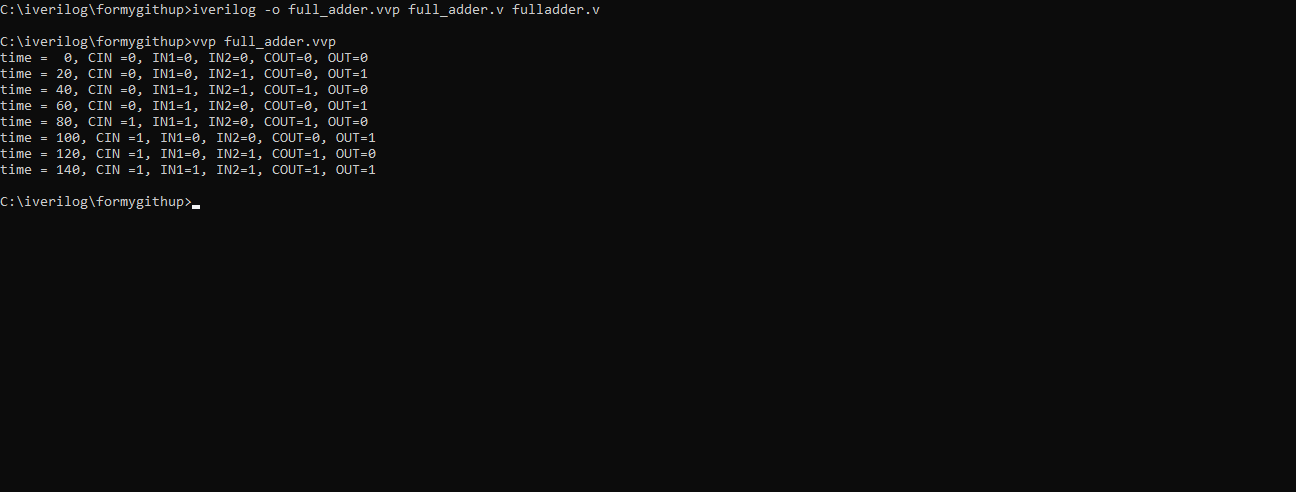 C:\iverilog\formygithup>iverilog -o full_adder.vvp full_adder.v fulladder.v
C:\iverilog\formygithup>vvp full_adder.vvp
time =  0, CIN =0, IN1=0, IN2=0, COUT=0, OUT=0
time = 20, CIN =0, IN1=0, IN2=1, COUT=0, OUT=1
time = 40, CIN =0, IN1=1, IN2=1, COUT=1, OUT=0
time = 60, CIN =0, IN1=1, IN2=0, COUT=0, OUT=1
time = 80, CIN =1, IN1=1, IN2=0, COUT=1, OUT=0
time = 100, CIN =1, IN1=0, IN2=0, COUT=0, OUT=1
time = 120, CIN =1, IN1=0, IN2=1, COUT=1, OUT=0
time = 140, CIN =1, IN1=1, IN2=1, COUT=1, OUT=1
C:\iverilog\formygithup>